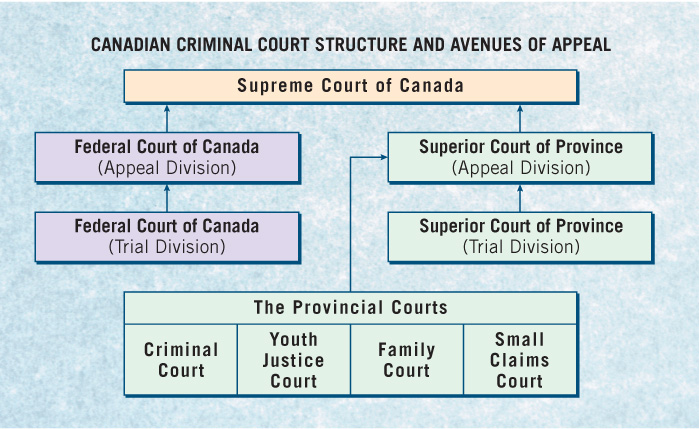 CANADIAN CRIMINAL COURT STRUCTURE AND AVENUES OF APPEAL
Supreme Court of Canada
Federal Court of Canada
(Appeal Division)
Superior Court of Province
(Appeal Division)
Federal Court of Canada
(Trial Division)
Superior Court of Province
(Trial Division)
The Provincial Courts
Criminal
Court
Youth
Justice
Court
Family
Court
Small
Claims
Court